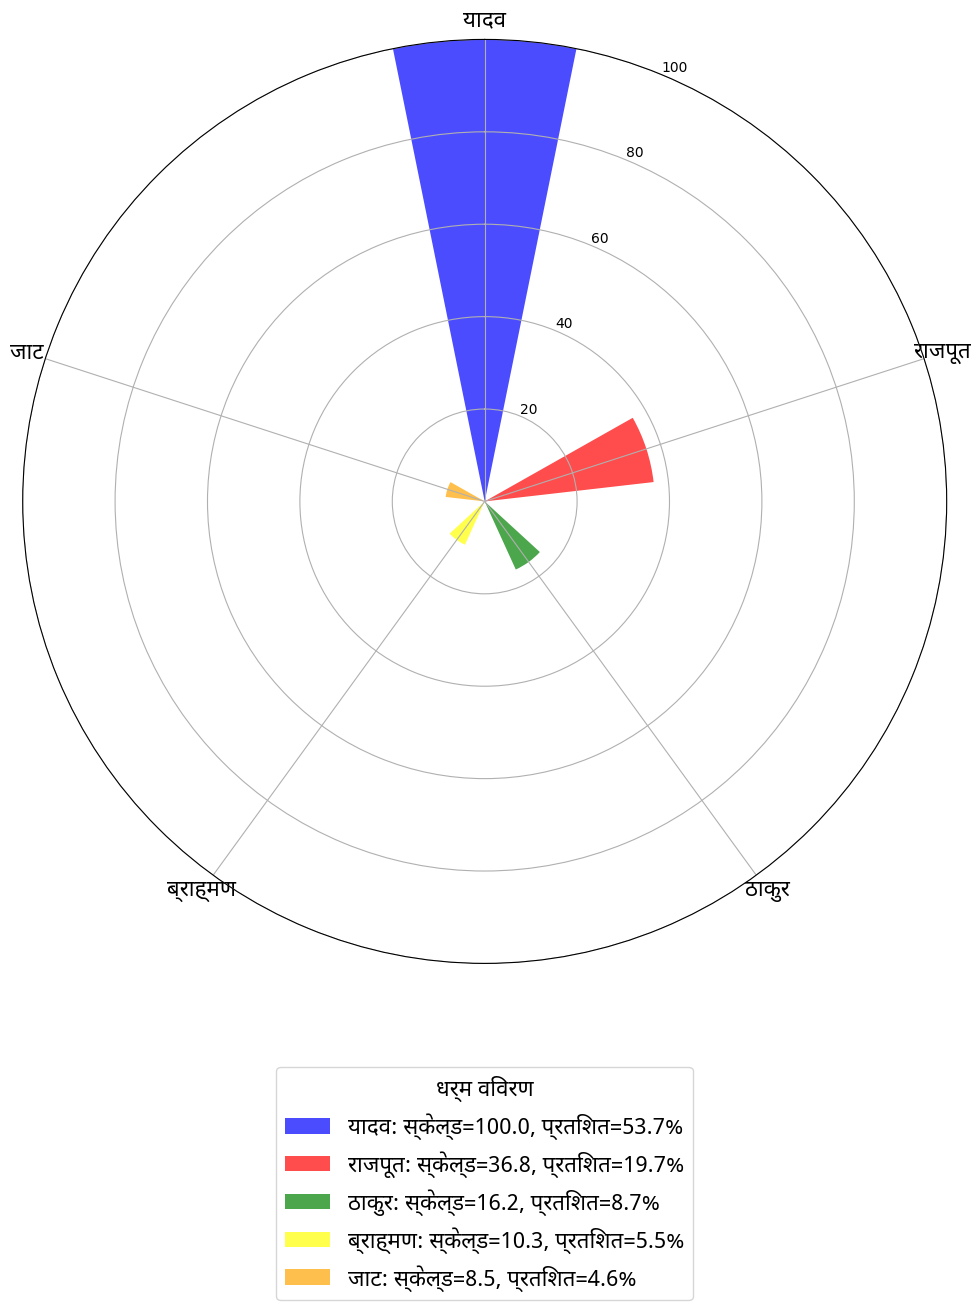 यादव
100
80
60
40
20
जाट
राजपूत
ब्राह्मण
ठाकुर
धर्म विवरण
यादव: स्केल्ड=100.0, प्रतिशत=53.7%
राजपूत: स्केल्ड=36.8, प्रतिशत=19.7%
ठाकुर: स्केल्ड=16.2, प्रतिशत=8.7%
ब्राह्मण: स्केल्ड=10.3, प्रतिशत=5.5%
जाट: स्केल्ड=8.5, प्रतिशत=4.6%